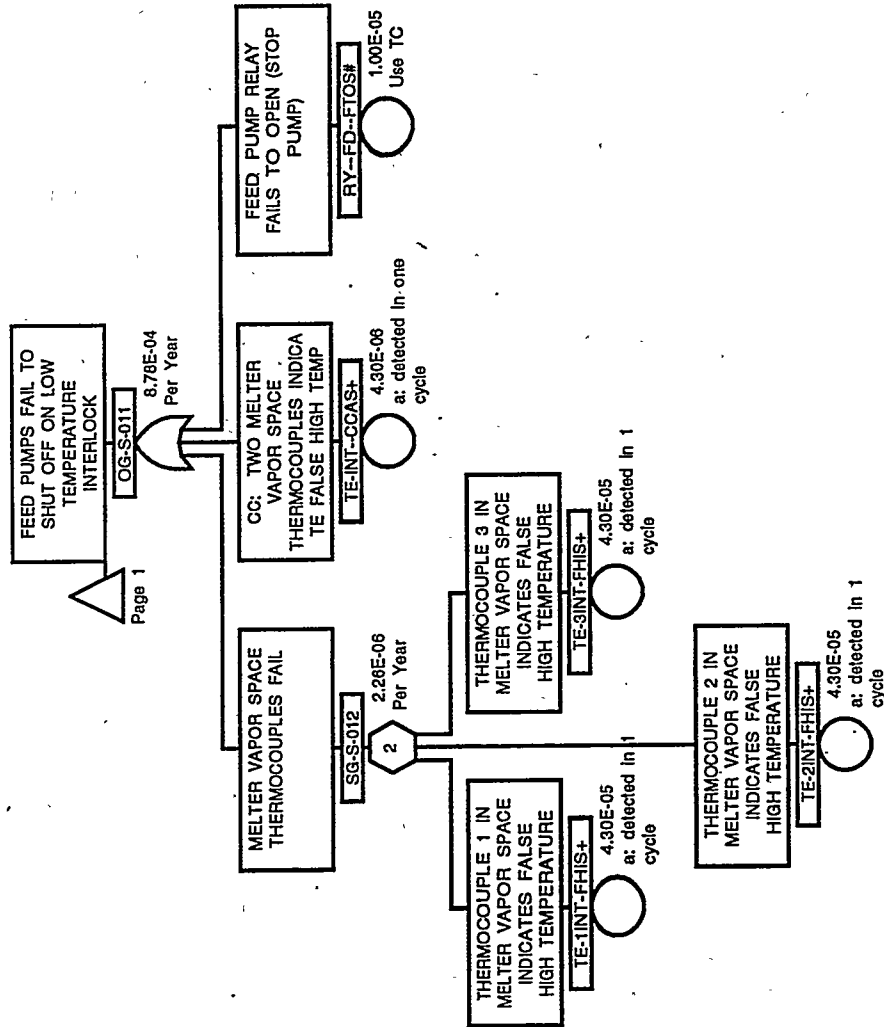 FEED PUMPS FAIL TO
SHUT OFF ON LOW
TEMPERATURE
INTERLOCK
OG-S-011
8.78E-04
Per Year
Page 1
MELTER VAPOR SPACE
THERMOCOUPLES FAIL
SG-S-012
2
2.26E-06
Per Year
CC: TWO MELTER
VAPOR SPACE
THERMOCOUPLES INDICA
TE FALSE HIGH TEMP
TE-INT--CCAS+
4.30E-06
a: detected in one
cycle
FEED PUMP RELAY
FAILS TO OPEN (STOP
PUMP)
RY--FD--FTOS#
1.00E-05
Use TC
THERMOCOUPLE 1 IN
MELTER VAPOR SPACE
INDICATES FALSE
HIGH TEMPERATURE
TE-1INT-FHIS+
4.30E-05
a: detected in 1
cycle
THERMOCOUPLE 3 IN
MELTER VAPOR SPACE
INDICATES FALSE
HIGH TEMPERATURE
TE-3INT-FHIS+
4.30E-05
a: detected in 1
cycle
THERMOCOUPLE 2 IN
MELTER VAPOR SPACE
INDICATES FALSE
HIGH TEMPERATURE
TE-2INT-FHIS+
4.30E-05
a: detected in 1
cycle